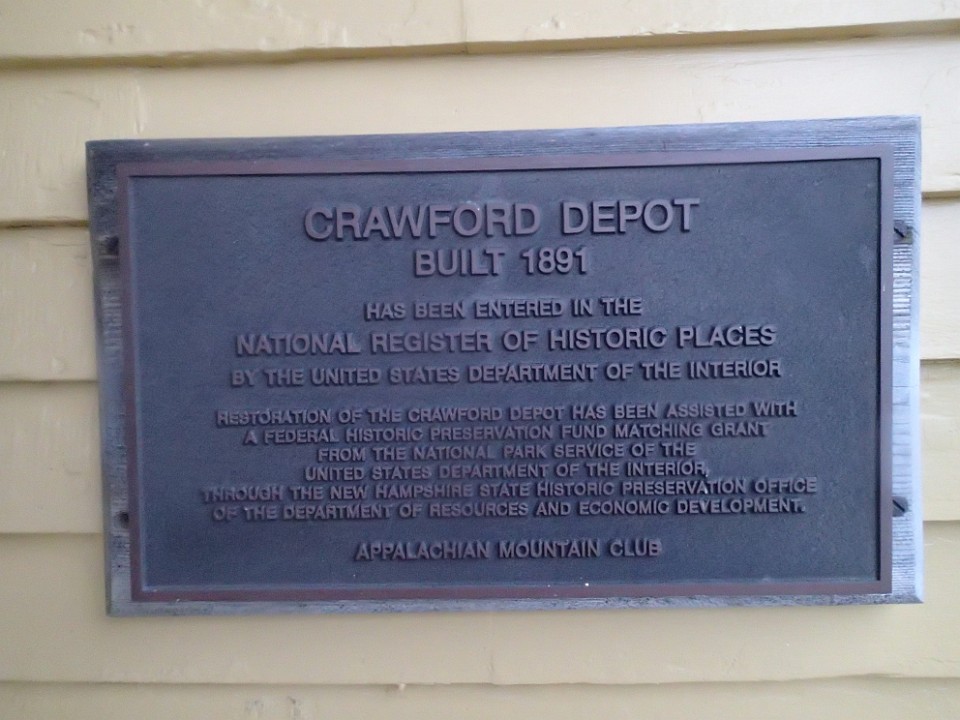 CRAWFORD DEPOT
BUILT 1891
HAS BEEN ENTERED IN THE
NATIONAL REGISTER OF HISTORIC PLACES
BY THE UNITED STATES DEPARTMENT OF THE INTERIOR
RESTORATION OF THE CRAWFORD DEPOT HAS BEEN ASSISTED WITH
A FEDERAL HISTORIC PRESERVATION FUND MATCHING GRANT
FROM THE NATIONAL PARK SERVICE OF THE
UNITED STATES DEPARTMENT OF THE INTERIOR,
THROUGH THE NEW HAMPSHIRE STATE HISTORIC PRESERVATION OFFICE
OF THE DEPARTMENT OF RESOURCES AND ECONOMIC DEVELOPMENT.
APPALACHIAN MOUNTAIN CLUB